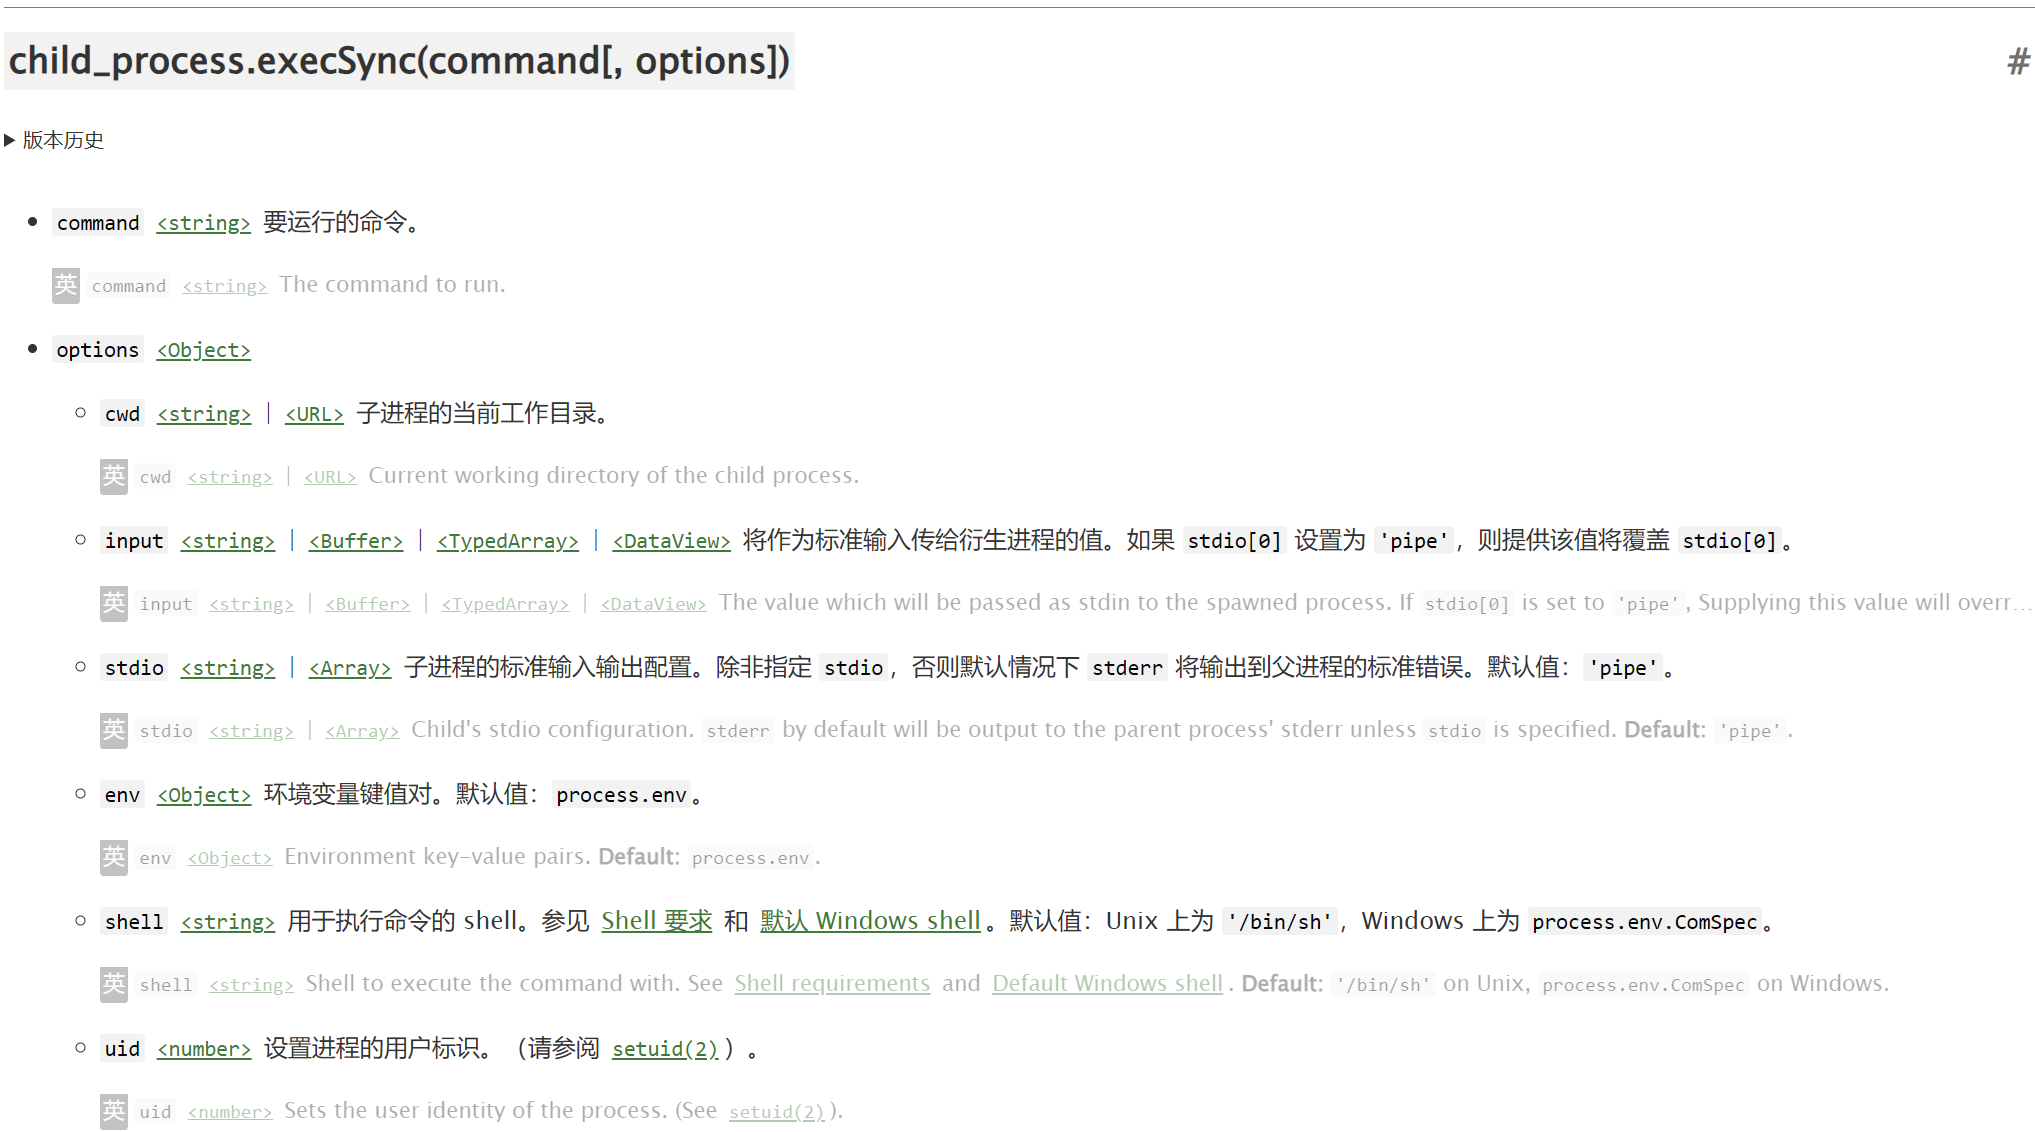 child_process.execSync(command[, options])
#
▶ 版本历史
• command <string> 要运行的命令。
英 command <string> The command to run.
• options <Object>
○ cwd <string> | <URL> 子进程的当前工作目录。
英 cwd <string> | <URL> Current working directory of the child process.
○ input <string> | <Buffer> | <TypedArray> | <DataView> 将作为标准输入传给衍生进程的值。如果 stdio[0] 设置为 'pipe'，则提供该值将覆盖 stdio[0]。
英 input <string> | <Buffer> | <TypedArray> | <DataView> The value which will be passed as stdin to the spawned process. If stdio[0] is set to 'pipe', Supplying this value will overr…
○ stdio <string> | <Array> 子进程的标准输入输出配置。除非指定 stdio，否则默认情况下 stderr 将输出到父进程的标准错误。默认值：'pipe'。
英 stdio <string> | <Array> Child's stdio configuration. stderr by default will be output to the parent process' stderr unless stdio is specified. Default: 'pipe'.
○ env <Object> 环境变量键值对。默认值：process.env。
英 env <Object> Environment key-value pairs. Default: process.env.
○ shell <string> 用于执行命令的 shell。参见 Shell 要求 和 默认 Windows shell。默认值：Unix 上为 '/bin/sh'，Windows 上为 process.env.ComSpec。
英 shell <string> Shell to execute the command with. See Shell requirements and Default Windows shell. Default: '/bin/sh' on Unix, process.env.ComSpec on Windows.
○ uid <number> 设置进程的用户标识。（请参阅 setuid(2)）。
英 uid <number> Sets the user identity of the process. (See setuid(2)).